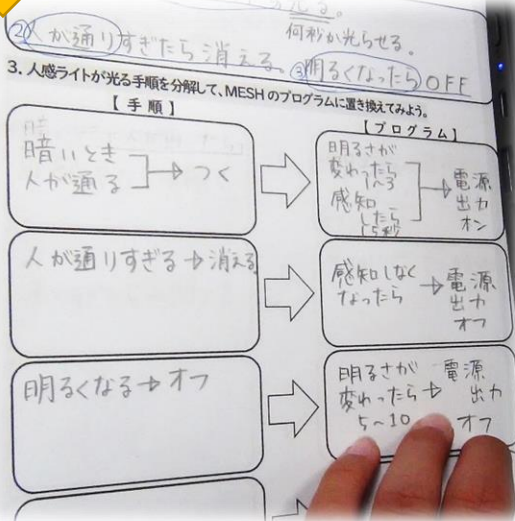 光る。
何秒か光らせる。
②人が通りすぎたら消える。③明るくなったらOFF
3. 人感ライトが光る手順を分解して、MESHのプログラムに置き換えてみよう。
【手順】
【プログラム】
暗いとき
人が通る
→つく
明るさが
変わったら
1~3
感知
したら
15秒
→電源
出力
オン
人が通りすぎる→消える
感知しなく
なったら
→電源
出力
オフ
明るくなる→オフ
明るさが
変わったら
5~10
→電源
出力
オフ